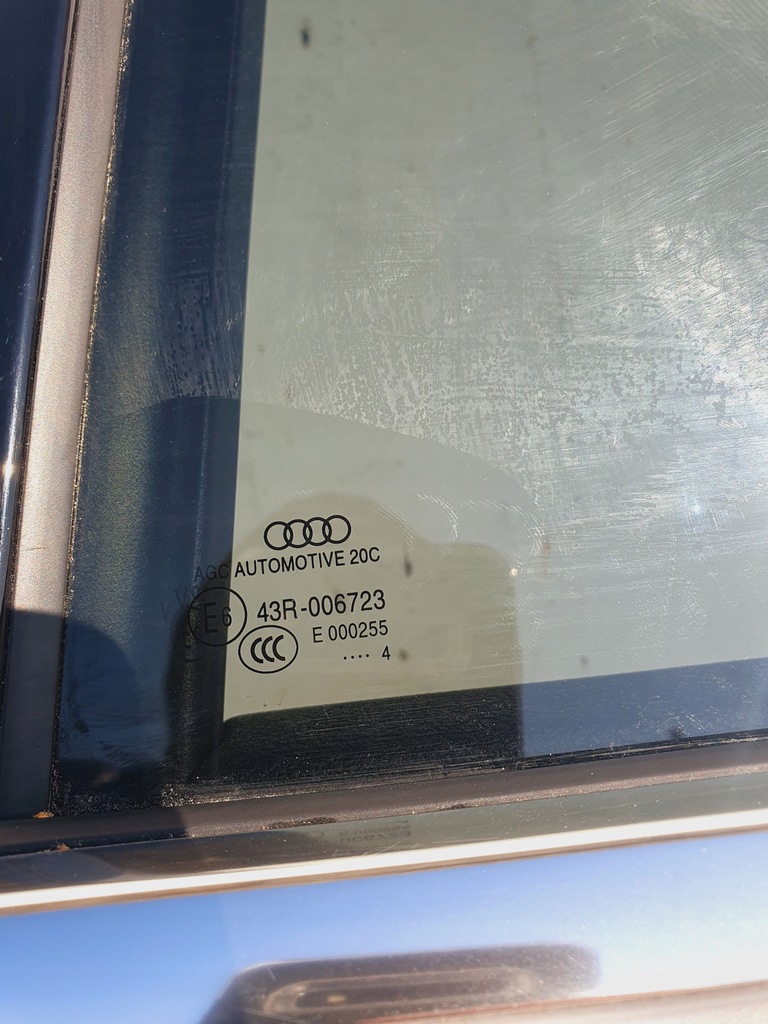 AGC AUTOMOTIVE 20C
E6 43R-006723
CCC E 000255
.... 4